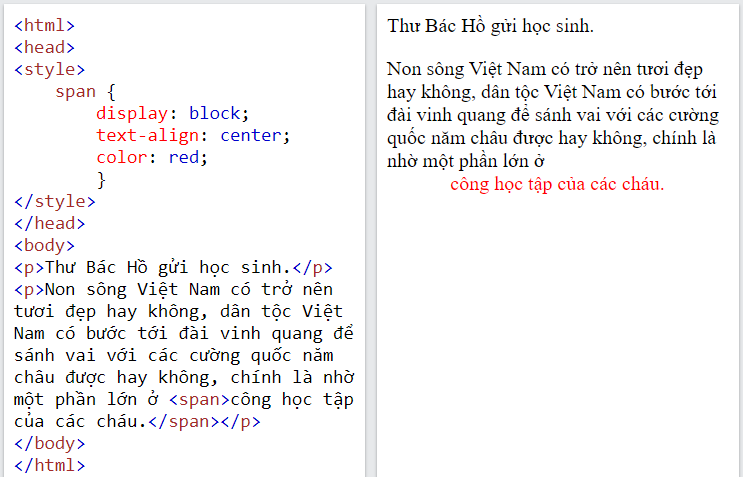 <html>
<head>
<style>
    span {
        display: block;
        text-align: center;
        color: red;
        }
</style>
</head>
<body>
<p>Thư Bác Hồ gửi học sinh.</p>
<p>Non sông Việt Nam có trở nên
tươi đẹp hay không, dân tộc Việt
Nam có bước tới đài vinh quang để
sánh vai với các cường quốc năm
châu được hay không, chính là nhờ
một phần lớn ở <span>công học tập
của các cháu.</span></p>
</body>
</html>
Thư Bác Hồ gửi học sinh.
Non sông Việt Nam có trở nên tươi đẹp
hay không, dân tộc Việt Nam có bước tới
đài vinh quang để sánh vai với các cường
quốc năm châu được hay không, chính là
nhờ một phần lớn ở
công học tập của các cháu.